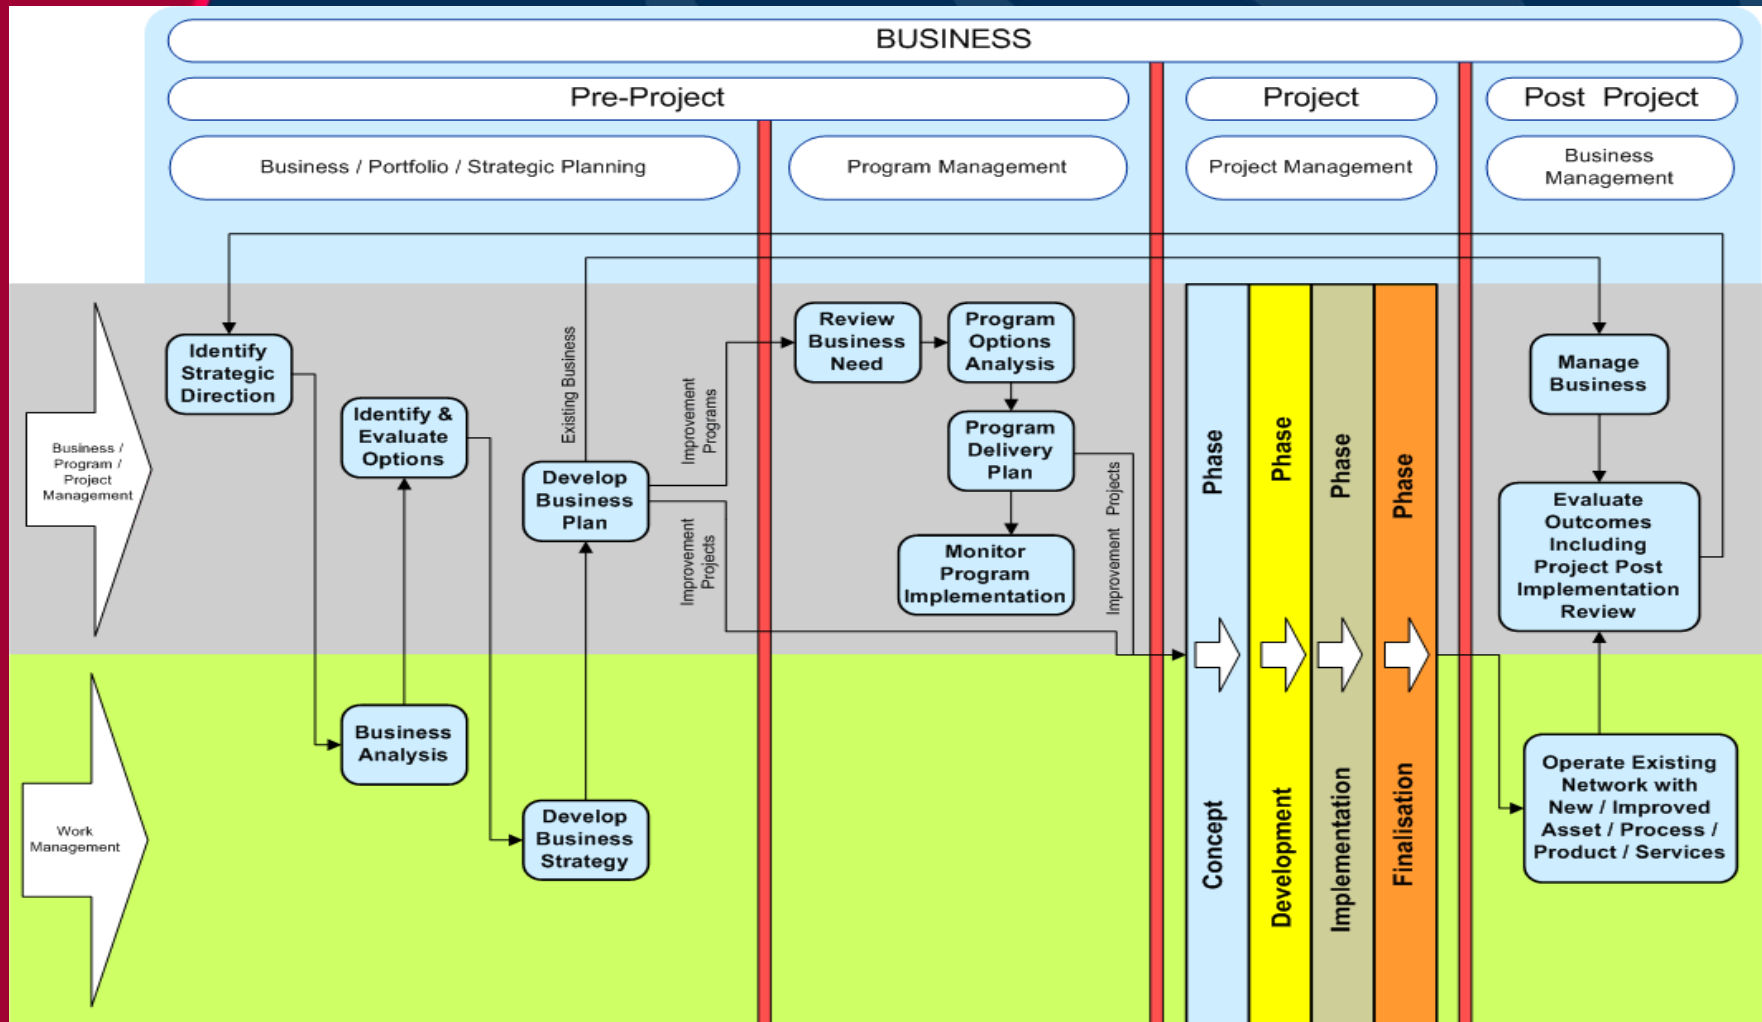 BUSINESS
Pre-Project
Project
Post Project
Business / Portfolio / Strategic Planning
Program Management
Project Management
Business
Management
Business /
Program /
Project
Management
Identify
Strategic
Direction
Identify &
Evaluate
Options
Existing Business
Develop
Business
Plan
Improvement
Programs
Improvement
Projects
Review
Business
Need
Program
Options
Analysis
Program
Delivery
Plan
Monitor
Program
Implementation
Improvement Projects
Phase
Phase
Phase
Phase
Manage
Business
Evaluate
Outcomes
Including
Project Post
Implementation
Review
Work
Management
Business
Analysis
Develop
Business
Strategy
Concept
Development
Implementation
Finalisation
Operate Existing
Network with
New / Improved
Asset / Process /
Product / Services